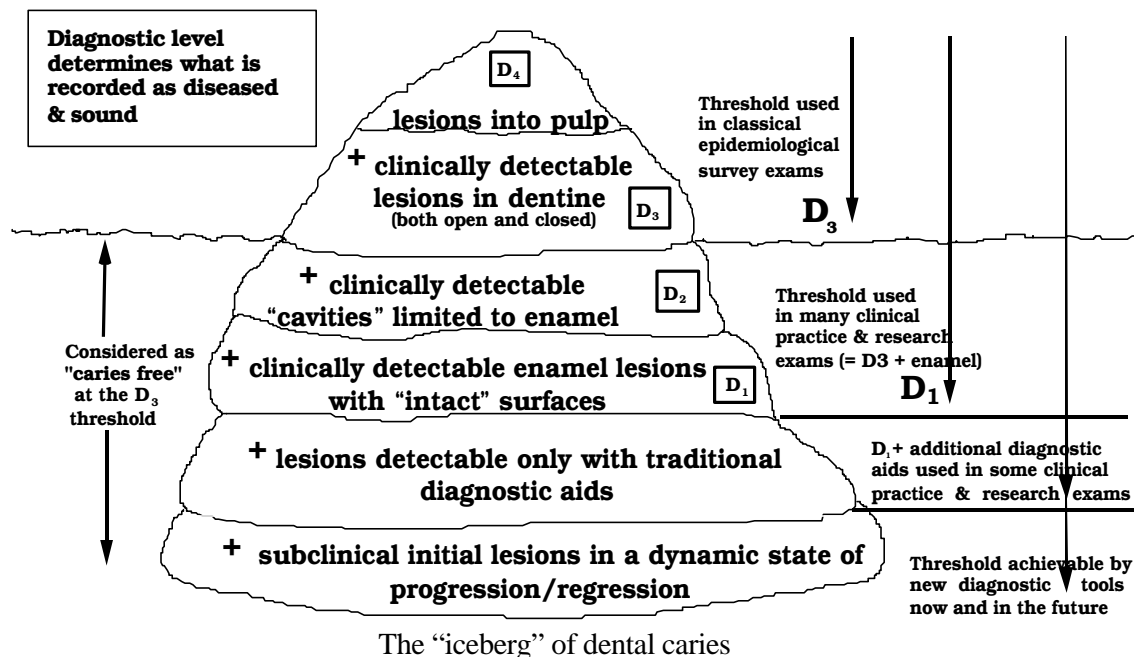 Diagnostic level
determines what is
recorded as diseased
& sound
D₄
lesions into pulp
+ clinically detectable
lesions in dentine
(both open and closed)
D₃
+ clinically detectable
“cavities” limited to enamel
D₂
+ clinically detectable enamel lesions
with “intact” surfaces
D₁
+ lesions detectable only with traditional
diagnostic aids
+ subclinical initial lesions in a dynamic state of
progression/regression
Considered as
"caries free"
at the D₃
threshold
Threshold used
in classical
epidemiological
survey exams
D₃
Threshold used
in many clinical
practice & research
exams (= D3 + enamel)
D₁
D₁+ additional diagnostic
aids used in some clinical
practice & research exams
Threshold achievable by
new diagnostic tools
now and in the future
The “iceberg” of dental caries